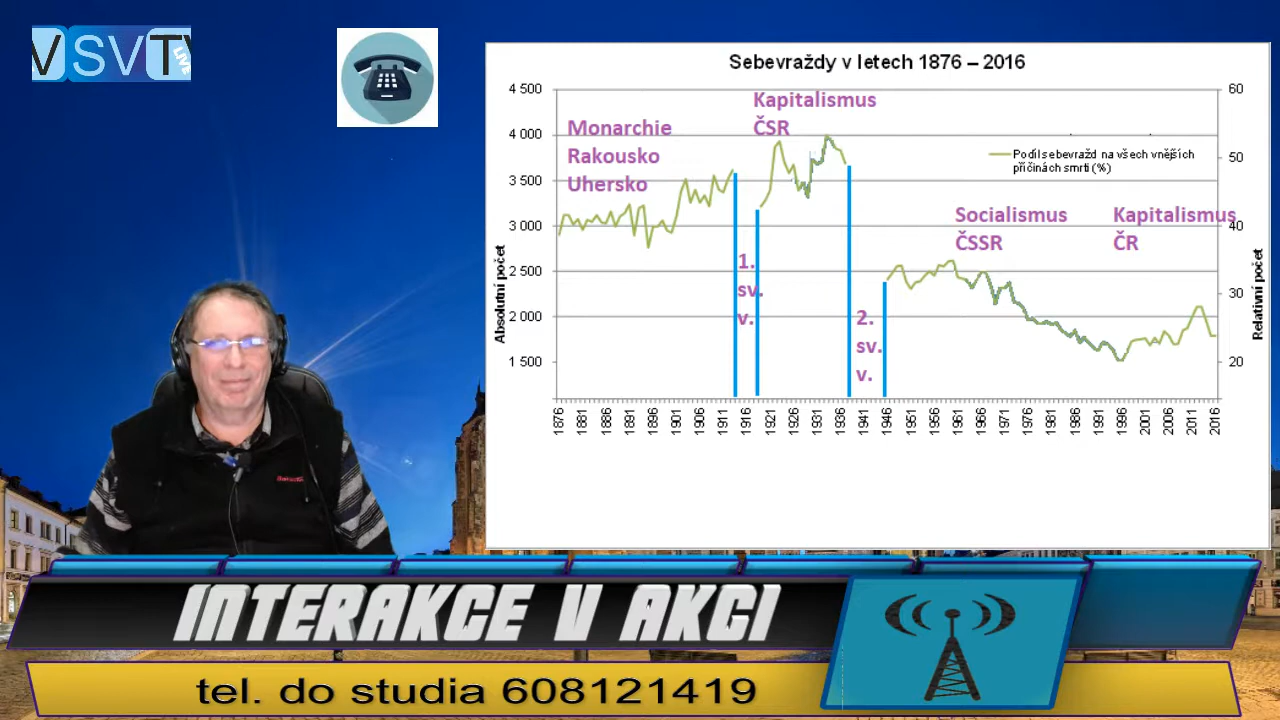 VSVTV
LIVE
Sebevraždy v letech 1876 – 2016
4 500
4 000
3 500
3 000
2 500
2 000
1 500
Absolutní počet
60
50
40
30
20
Relativní počet
Monarchie
Rakousko
Uhersko
Kapitalismus
ČSR
Podíl sebevražd na všech vnějších
příčinách smrti (%)
Socialismus
ČSSR
Kapitalismus
ČR
1.
sv.
v.
2.
sv.
v.
1876
1881
1886
1891
1896
1901
1906
1911
1916
1921
1926
1931
1936
1941
1946
1951
1956
1961
1966
1971
1976
1981
1986
1991
1996
2001
2006
2011
2016
INTERAKCE V AKCI
tel. do studia 608121419